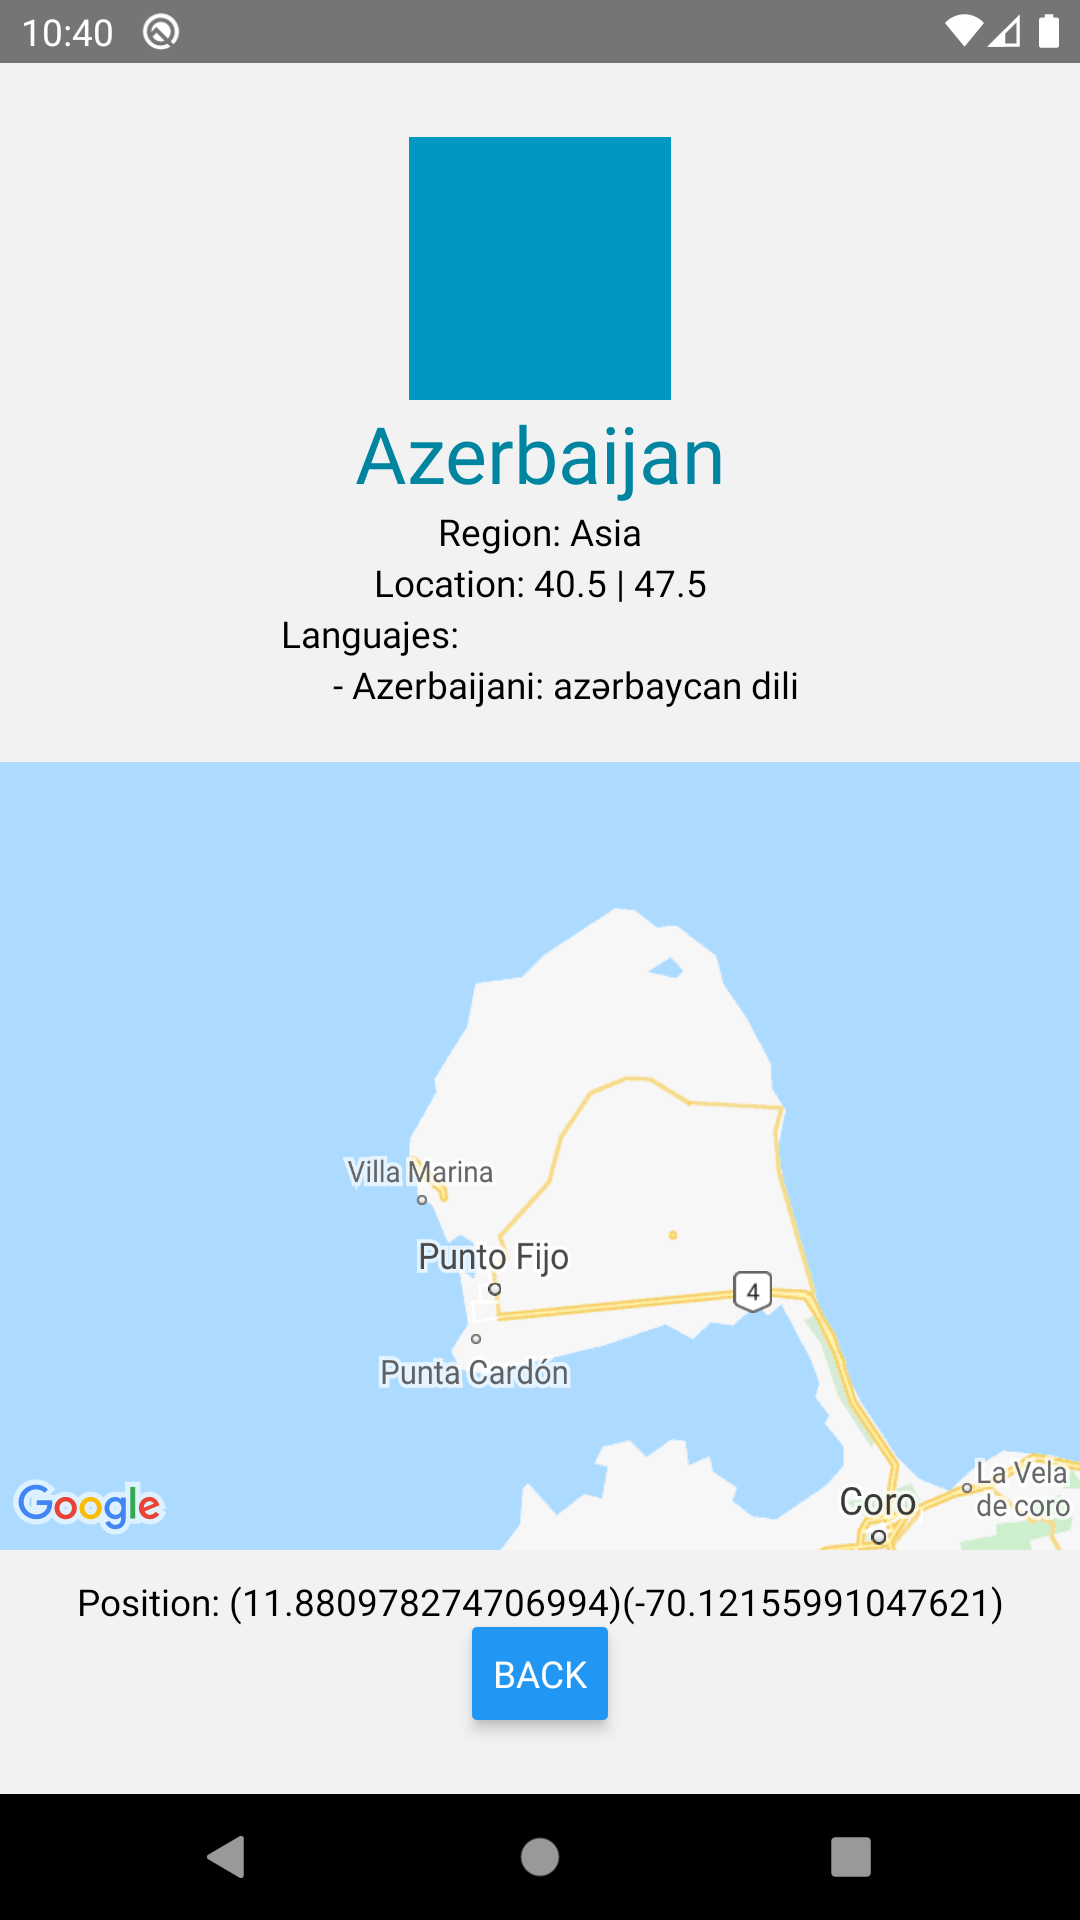 10:40
Azerbaijan
Region: Asia
Location: 40.5 | 47.5
Languajes:
- Azerbaijani: azərbaycan dili
Villa Marina
Punto Fijo
4
Punta Cardón
La Vela
de coro
Coro
Google
Position: (11.880978274706994)(-70.12155991047621)
BACK